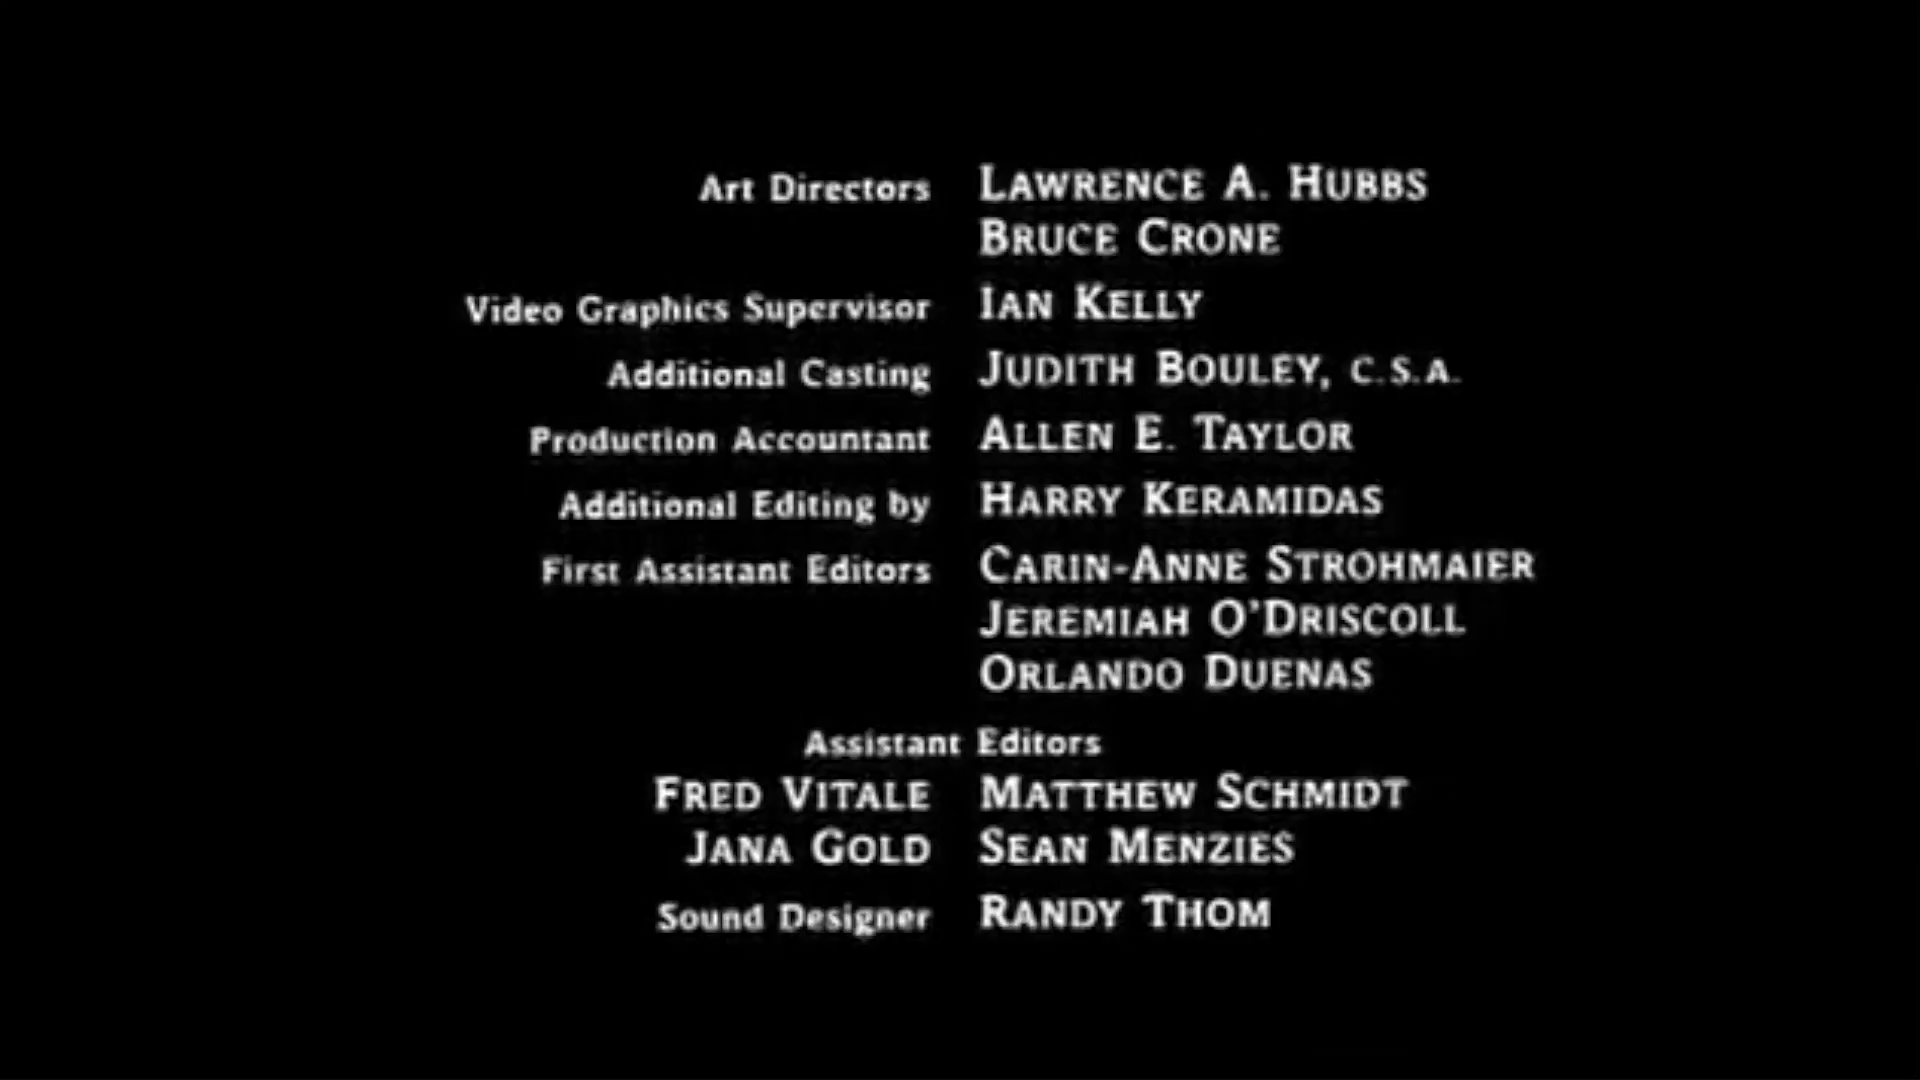 Art Directors LAWRENCE A. HUBBS
BRUCE CRONE
Video Graphics Supervisor IAN KELLY
Additional Casting JUDITH BOULEY, C.S.A.
Production Accountant ALLEN E. TAYLOR
Additional Editing by HARRY KERAMIDAS
First Assistant Editors CARIN-ANNE STROHMAIER
JEREMIAH O'DRISCOLL
ORLANDO DUENAS
Assistant Editors
FRED VITALE MATTHEW SCHMIDT
JANA GOLD SEAN MENZIES
Sound Designer RANDY THOM